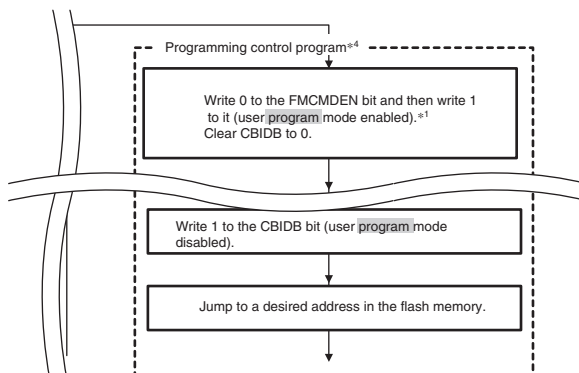 Programming control program*4
Write 0 to the FMCMDEN bit and then write 1
to it (user program mode enabled).*1
Clear CBIDB to 0.
Write 1 to the CBIDB bit (user program mode
disabled).
Jump to a desired address in the flash memory.